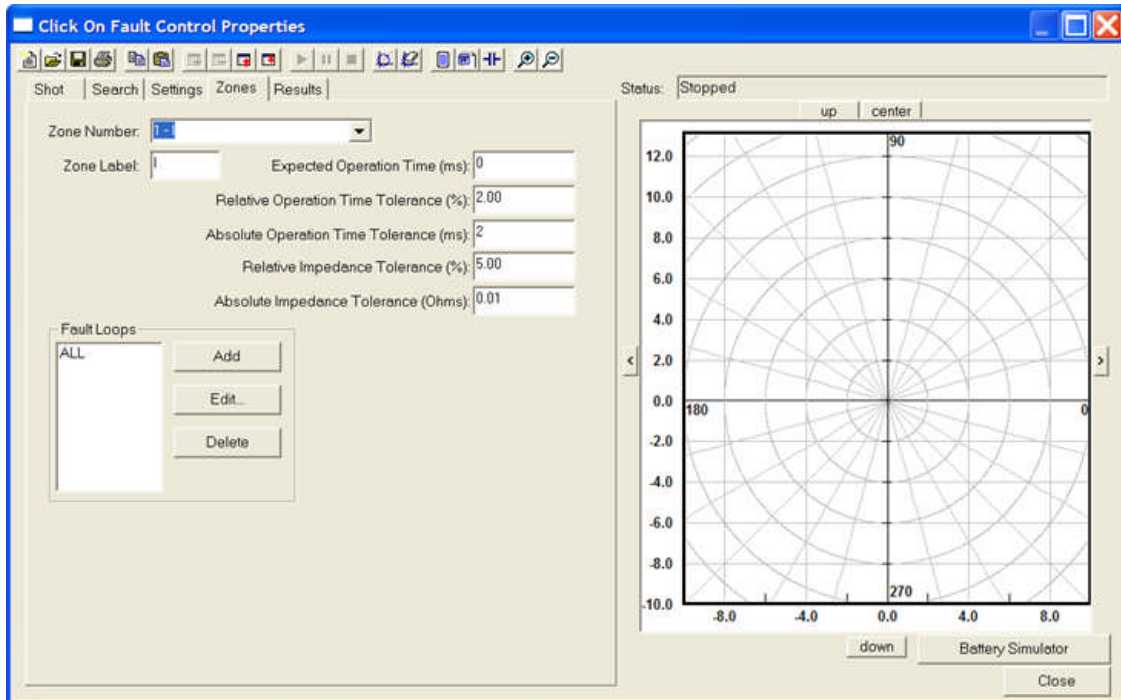 Click On Fault Control Properties
Shot Search Settings Zones Results
Zone Number: 1 - I
Zone Label: I
Expected Operation Time (ms): 0
Relative Operation Time Tolerance (%): 2.00
Absolute Operation Time Tolerance (ms): 2
Relative Impedance Tolerance (%): 5.00
Absolute Impedance Tolerance (Ohms): 0.01
Fault Loops
ALL
Add
Edit...
Delete
Status: Stopped
up center
90
12.0
10.0
8.0
6.0
4.0
< 2.0 >
0.0
180 0
-2.0
-4.0
-6.0
-8.0
270
-10.0
-8.0 -4.0 0.0 4.0 8.0
down
Battery Simulator
Close